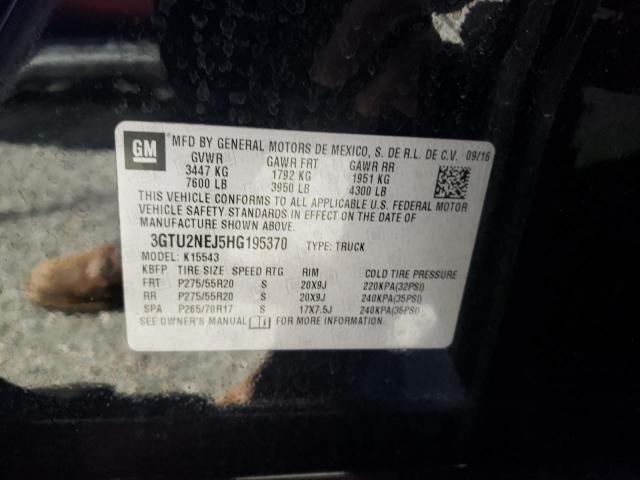 GM MFD BY GENERAL MOTORS DE MEXICO, S. DE R.L. DE C.V. 09/16
GVWR GAWR FRT GAWR RR
3447 KG 1792 KG 1951 KG
7600 LB 3950 LB 4300 LB
THIS VEHICLE CONFORMS TO ALL APPLICABLE U.S. FEDERAL MOTOR
VEHICLE SAFETY STANDARDS IN EFFECT ON THE DATE OF
MANUFACTURE SHOWN ABOVE.
3GTU2NEJ5HG195370 TYPE: TRUCK
MODEL: K15543
KBFP TIRE SIZE SPEED RTG RIM COLD TIRE PRESSURE
FRT P275/55R20 S 20X9J 220KPA(32PSI)
RR P275/55R20 S 20X9J 240KPA(35PSI)
SPA P265/70R17 S 17X7.5J 240KPA(35PSI)
SEE OWNER'S MANUAL FOR MORE INFORMATION.